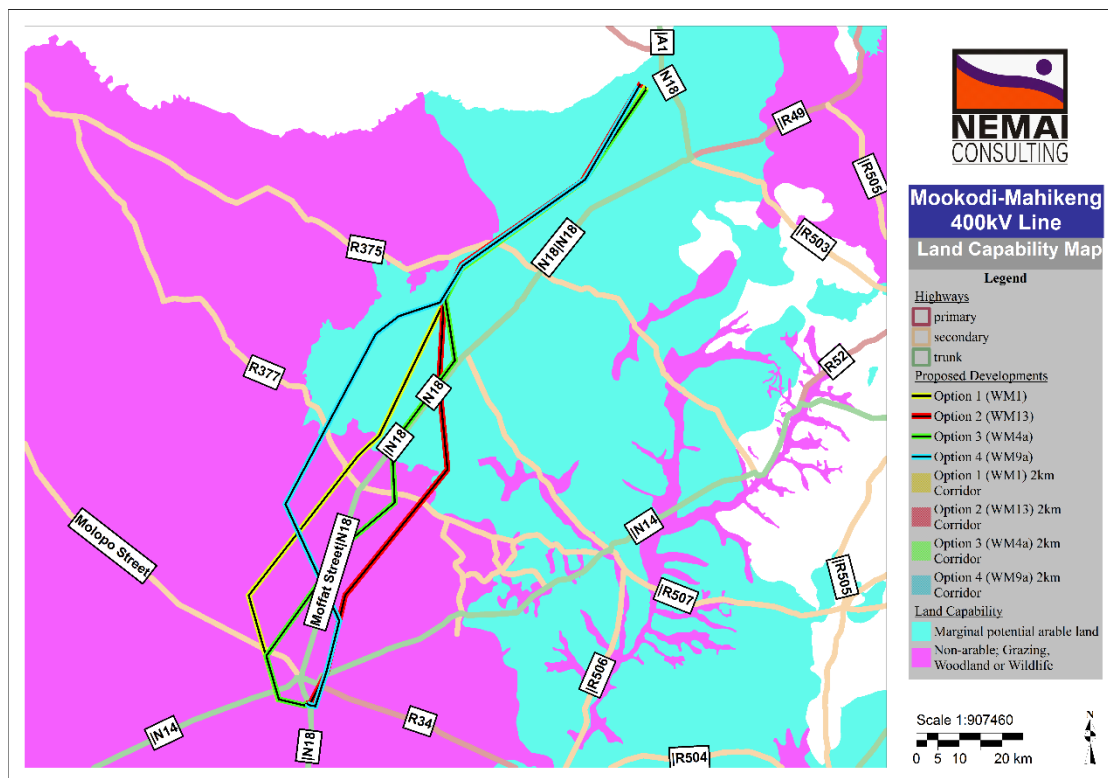 |A1
N18
|R49
|R505
|R503
N18|N18
R375
R377
N18
|N18
R52
|N14
Molopo Street
Moffat Street|N18
|R507
|R505
|R506
|N14
|N18
R34
|R504
NEMAI
CONSULTING
Mookodi-Mahikeng
400kV Line
Land Capability Map
Legend
Highways
primary
secondary
trunk
Proposed Developments
Option 1 (WM1)
Option 2 (WM13)
Option 3 (WM4a)
Option 4 (WM9a)
Option 1 (WM1) 2km
Corridor
Option 2 (WM13) 2km
Corridor
Option 3 (WM4a) 2km
Corridor
Option 4 (WM9a) 2km
Corridor
Land Capability
Marginal potential arable land
Non-arable; Grazing,
Woodland or Wildlife
Scale 1:907460
0 5 10 20 km
N